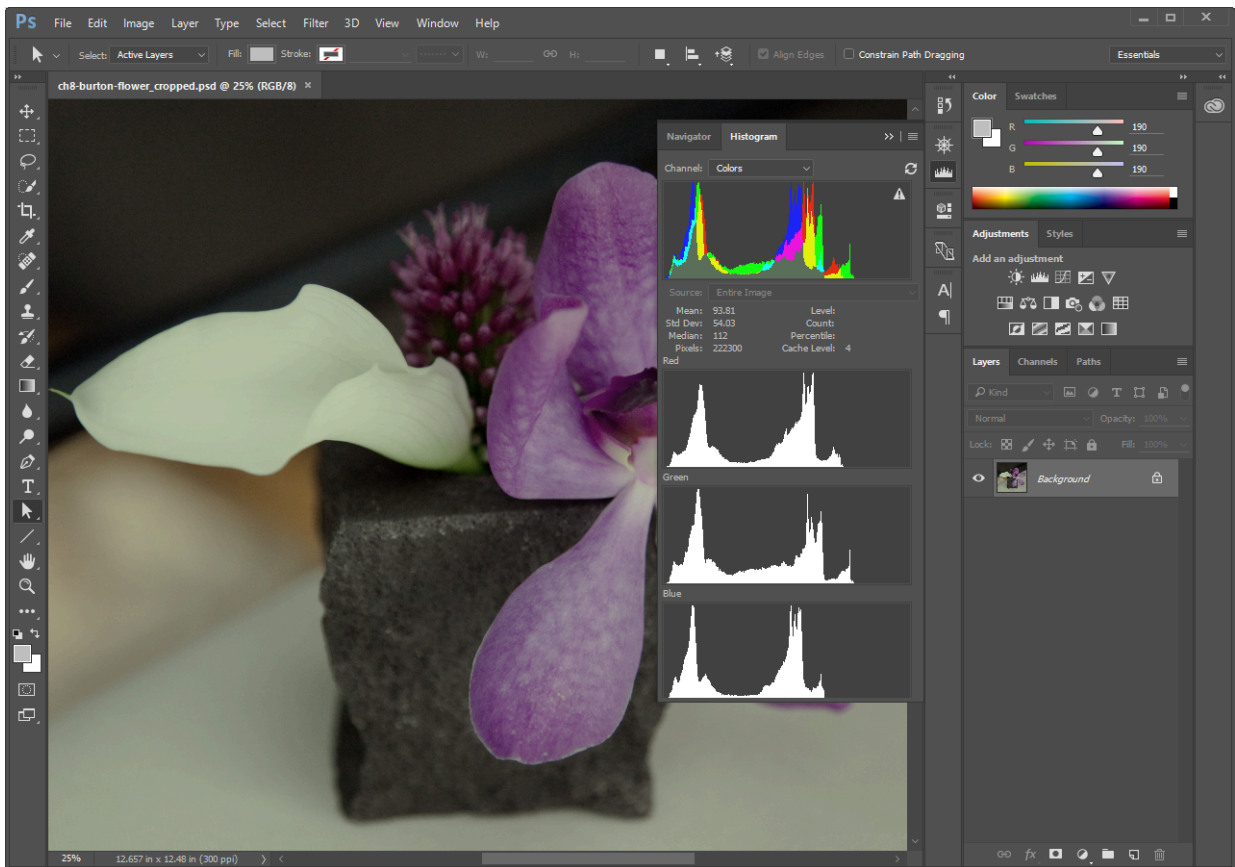 Ps File Edit Image Layer Type Select Filter 3D View Window Help
Select: Active Layers Fill: Stroke: W: H: Align Edges Constrain Path Dragging Essentials
ch8-burton-flower_cropped.psd @ 25% (RGB/8) ×
Color Swatches
R 190
G 190
B 190
Navigator Histogram
Channel: Colors
Source: Entire Image
Mean: 93.81 Level:
Std Dev: 54.03 Count:
Median: 112 Percentile:
Pixels: 222300 Cache Level: 4
Red
Green
Blue
Adjustments Styles
Add an adjustment
Layers Channels Paths
Kind
Normal Opacity: 100%
Lock: Fill: 100%
Background
25% 12.657 in x 12.48 in (300 ppi)